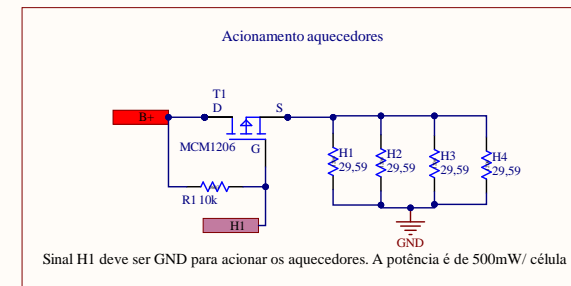 Acionamento aquecedores
T1
D
S
B+
MCM1206
G
R1 10k
H1
H1
29,59
H2
29,59
H3
29,59
H4
29,59
GND
Sinal H1 deve ser GND para acionar os aquecedores. A potência é de 500mW/ célula